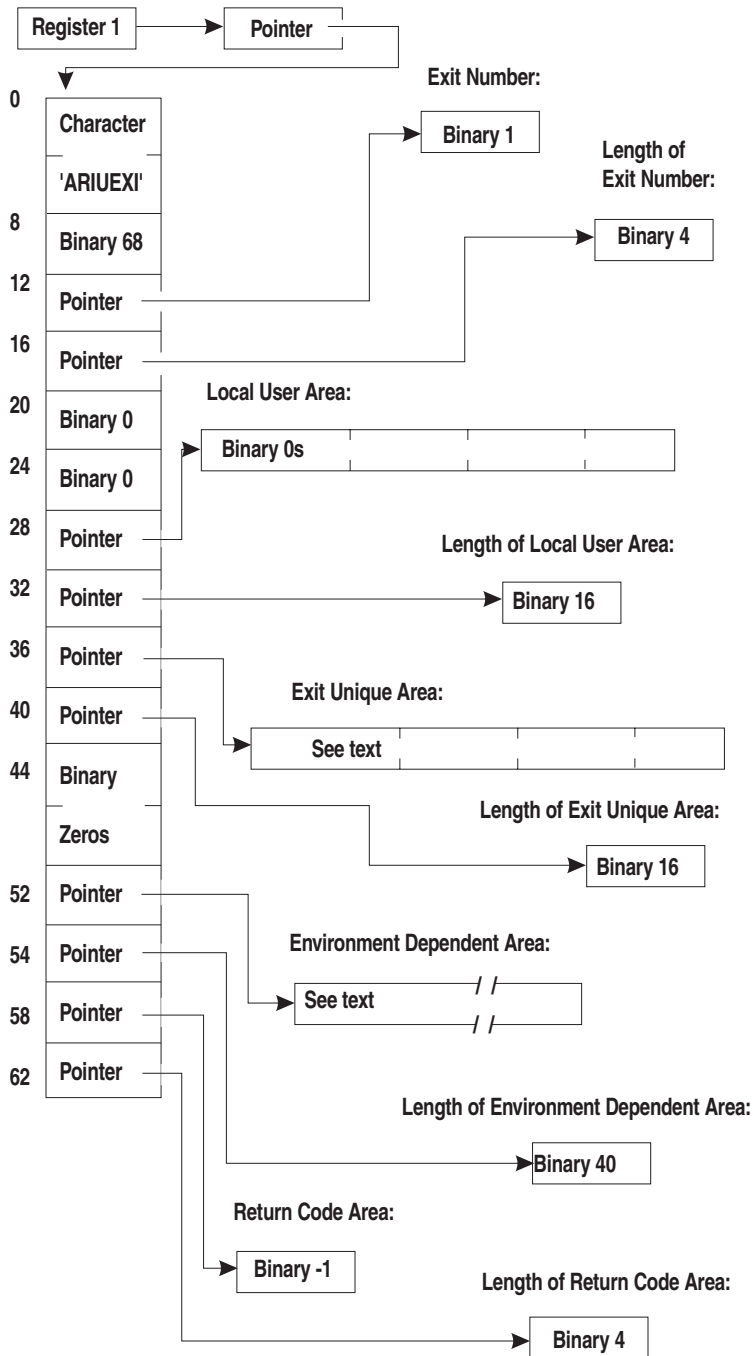 Register 1
Pointer
0
Character
'ARIUEXI'
8
Binary 68
12
Pointer
16
Pointer
20
Binary 0
24
Binary 0
28
Pointer
32
Pointer
36
Pointer
40
Pointer
44
Binary
Zeros
52
Pointer
54
Pointer
58
Pointer
62
Pointer
Exit Number:
Binary 1
Length of
Exit Number:
Binary 4
Local User Area:
Binary 0s
Length of Local User Area:
Binary 16
Exit Unique Area:
See text
Length of Exit Unique Area:
Binary 16
Environment Dependent Area:
See text
Length of Environment Dependent Area:
Binary 40
Return Code Area:
Binary -1
Length of Return Code Area:
Binary 4